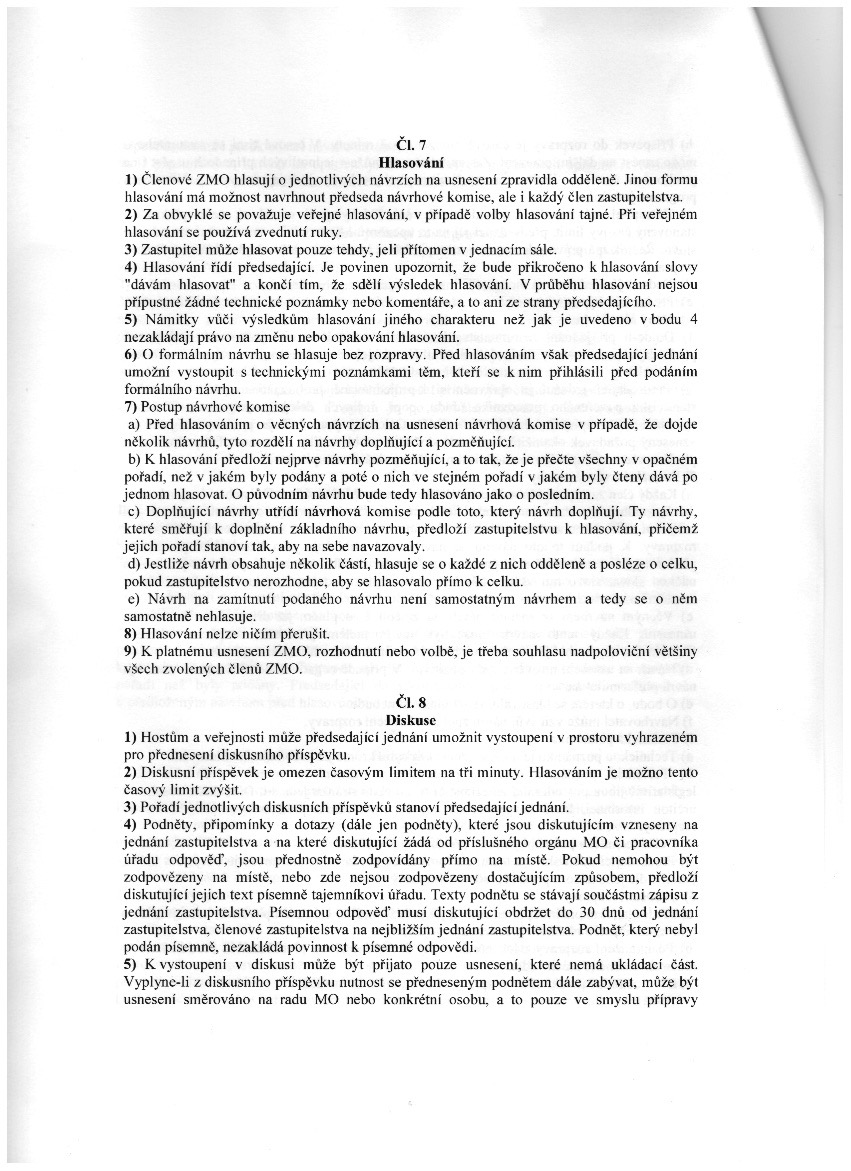 Čl. 7
Hlasování
1) Členové ZMO hlasují o jednotlivých návrzích na usnesení zpravidla odděleně. Jinou formu
hlasování má možnost navrhnout předseda návrhové komise, ale i každý člen zastupitelstva.
2) Za obvyklé se považuje veřejné hlasování, v případě volby hlasování tajné. Při veřejném
hlasování se používá zvednutí ruky.
3) Zastupitel může hlasovat pouze tehdy, jeli přítomen v jednacím sále.
4) Hlasování řídí předsedající. Je povinen upozornit, že bude přikročeno k hlasování slovy
"dávám hlasovat" a končí tím, že sdělí výsledek hlasování. V průběhu hlasování nejsou
přípustné žádné technické poznámky nebo komentáře, a to ani ze strany předsedajícího.
5) Námitky vůči výsledkům hlasování jiného charakteru než jak je uvedeno v bodu 4
nezakládají právo na změnu nebo opakování hlasování.
6) O formálním návrhu se hlasuje bez rozpravy. Před hlasováním však předsedající jednání
umožní vystoupit s technickými poznámkami těm, kteří se k nim přihlásili před podáním
formálního návrhu.
7) Postup návrhové komise
a) Před hlasováním o věcných návrzích na usnesení návrhová komise v případě, že dojde
několik návrhů, tyto rozdělí na návrhy doplňující a pozměňující.
b) K hlasování předloží nejprve návrhy pozměňující, a to tak, že je přečte všechny v opačném
pořadí, než v jakém byly podány a poté o nich ve stejném pořadí v jakém byly čteny dává po
jednom hlasovat. O původním návrhu bude tedy hlasováno jako o posledním.
c) Doplňující návrhy utřídí návrhová komise podle toto, který návrh doplňují. Ty návrhy,
které směřují k doplnění základního návrhu, předloží zastupitelstvu k hlasování, přičemž
jejich pořadí stanoví tak, aby na sebe navazovaly.
d) Jestliže návrh obsahuje několik částí, hlasuje se o každé z nich odděleně a posléze o celku,
pokud zastupitelstvo nerozhodne, aby se hlasovalo přímo k celku.
e) Návrh na zamítnutí podaného návrhu není samostatným návrhem a tedy se o něm
samostatně nehlasuje.
8) Hlasování nelze ničím přerušit.
9) K platnému usnesení ZMO, rozhodnutí nebo volbě, je třeba souhlasu nadpoloviční většiny
všech zvolených členů ZMO.
Čl. 8
Diskuse
1) Hostům a veřejnosti může předsedající jednání umožnit vystoupení v prostoru vyhrazeném
pro přednesení diskusního příspěvku.
2) Diskusní příspěvek je omezen časovým limitem na tři minuty. Hlasováním je možno tento
časový limit zvýšit.
3) Pořadí jednotlivých diskusních příspěvků stanoví předsedající jednání.
4) Podněty, připomínky a dotazy (dále jen podněty), které jsou diskutujícím vzneseny na
jednání zastupitelstva a na které diskutující žádá od příslušného orgánu MO či pracovníka
úřadu odpověď, jsou přednostně zodpovídány přímo na místě. Pokud nemohou být
zodpovězeny na místě, nebo zde nejsou zodpovězeny dostačujícím způsobem, předloží
diskutující jejich text písemně tajemníkovi úřadu. Texty podnětu se stávají součástmi zápisu z
jednání zastupitelstva. Písemnou odpověď musí diskutující obdržet do 30 dnů od jednání
zastupitelstva, členové zastupitelstva na nejbližším jednání zastupitelstva. Podnět, který nebyl
podán písemně, nezakládá povinnost k písemné odpovědi.
5) K vystoupení v diskusi může být přijato pouze usnesení, které nemá ukládací část.
Vyplyne-li z diskusního příspěvku nutnost se předneseným podnětem dále zabývat, může být
usnesení směrováno na radu MO nebo konkrétní osobu, a to pouze ve smyslu přípravy